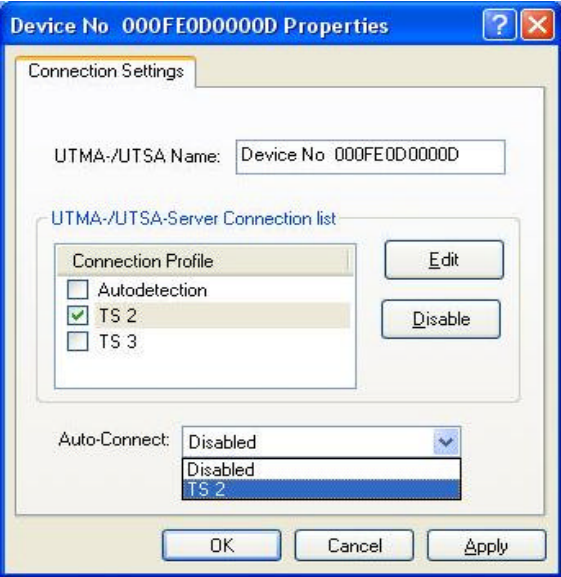 Device No 000FE0D0000D Properties
Connection Settings
UTMA-/UTSA Name: Device No 000FE0D0000D
UTMA-/UTSA-Server Connection list
Connection Profile
Edit
Autodetection
TS 2
Disable
TS 3
Auto-Connect: Disabled
Disabled
TS 2
OK Cancel Apply